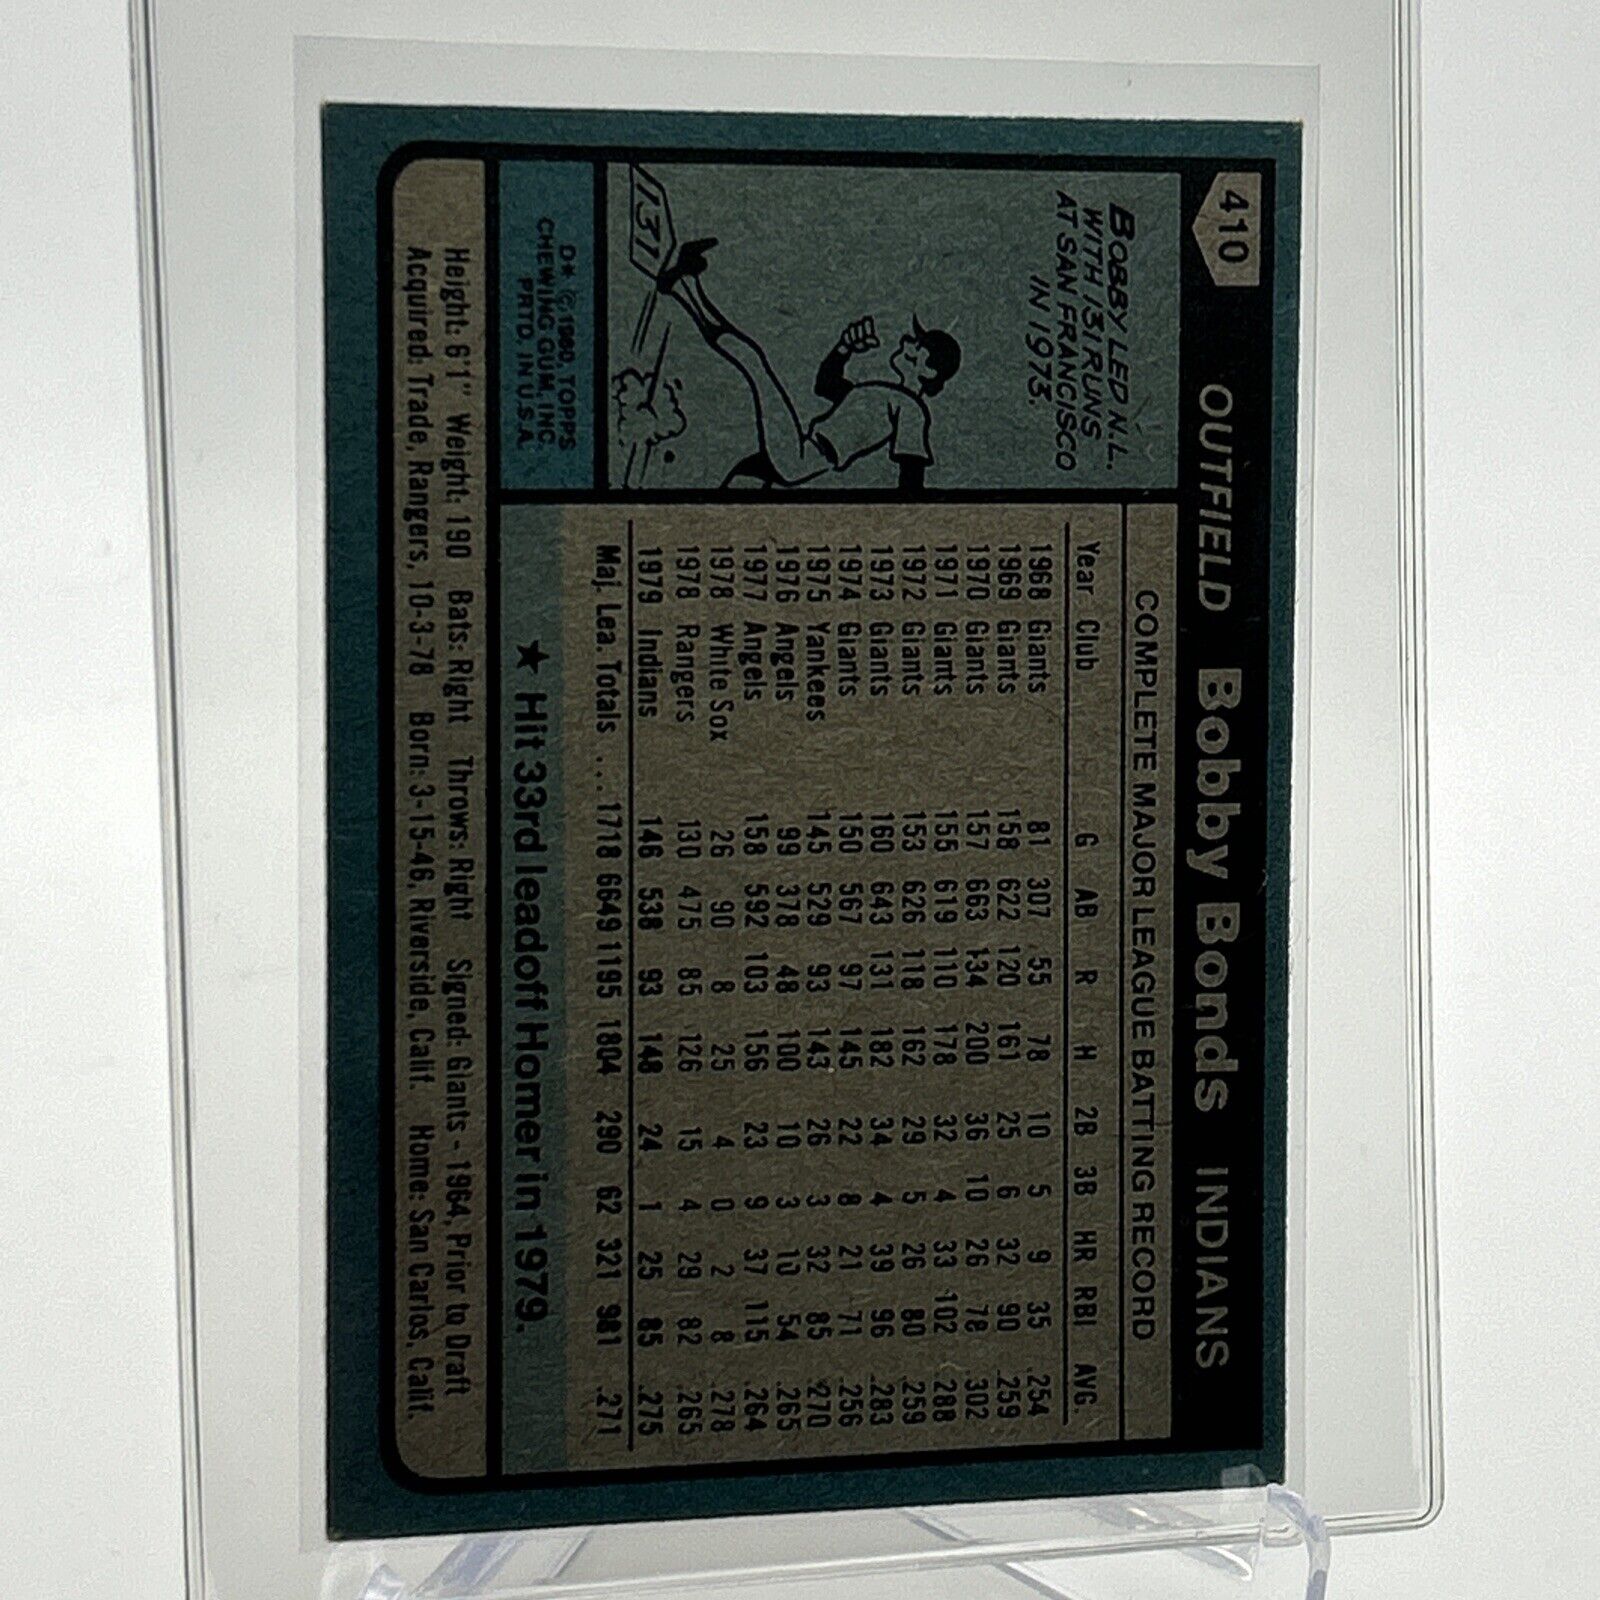 410 OUTFIELD Bobby Bonds INDIANS
BOBBY LED N.L.
WITH 131 RUNS
AT SAN FRANCISCO
IN 1973.
131
D* © 1980, TOPPS
CHEWING GUM, INC.
PRTD. IN U.S.A.
COMPLETE MAJOR LEAGUE BATTING RECORD
Year Club G AB R H 2B 3B HR RBI AVG.
1968 Giants 81 307 55 78 10 5 9 35 .254
1969 Giants 158 622 120 161 25 6 32 90 .259
1970 Giants 157 663 134 200 36 10 26 78 .302
1971 Giants 155 619 110 178 32 4 33 102 .288
1972 Giants 153 626 118 162 29 5 26 80 .259
1973 Giants 160 643 131 182 34 4 39 96 .283
1974 Giants 150 567 97 145 22 8 21 71 .256
1975 Yankees 145 529 93 143 26 3 32 85 .270
1976 Angels 99 378 48 100 10 3 10 54 .265
1977 Angels 158 592 103 156 23 9 37 115 .264
1978 White Sox 26 90 8 25 4 0 2 8 .278
1978 Rangers 130 475 85 126 15 4 29 82 .265
1979 Indians 146 538 93 148 24 1 25 85 .275
Maj. Lea. Totals ... 1718 6649 1195 1804 290 62 321 981 .271
★ Hit 33rd leadoff Homer in 1979.
Height: 6'1" Weight: 190 Bats: Right Throws: Right Signed: Giants - 1964, Prior to Draft
Acquired: Trade, Rangers, 10-3-78 Born: 3-15-46, Riverside, Calif. Home: San Carlos, Calif.